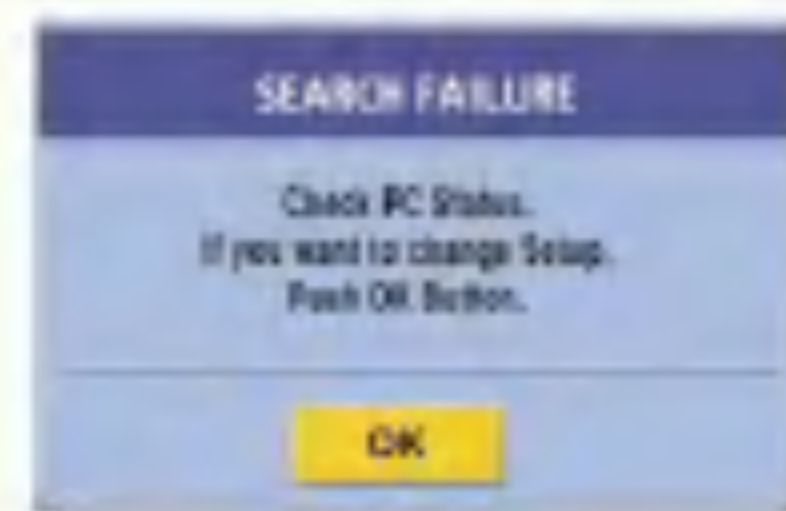 SEARCH FAILURE
Check PC Status.
If you want to change Setup.
Push OK Button.
OK